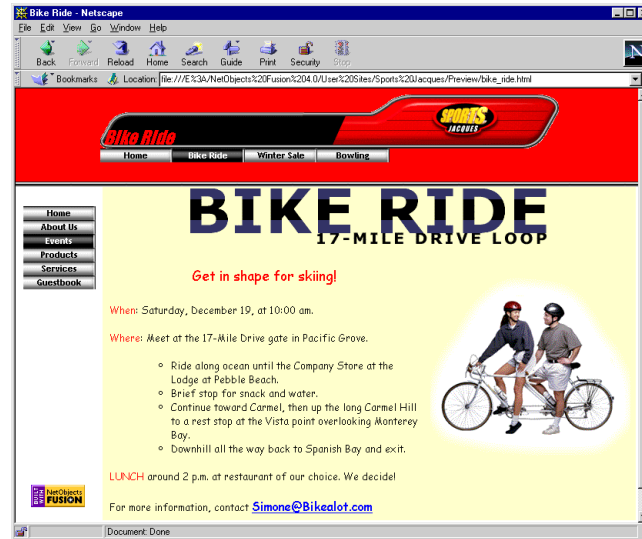 Bike Ride - Netscape
File Edit View Go Window Help
Back Forward Reload Home Search Guide Print Security Stop
N
Bookmarks Location: file:///E%3A/NetObjects%20Fusion%204.0/User%20Sites/Sports%20Jacques/Preview/bike_ride.html
SPORTS
JACQUES
Bike Ride
Home Bike Ride Winter Sale Bowling
BIKE RIDE
17-MILE DRIVE LOOP
Home
About Us
Events
Products
Services
Guestbook
Get in shape for skiing!
When: Saturday, December 19, at 10:00 am.
Where: Meet at the 17-Mile Drive gate in Pacific Grove.
Ride along ocean until the Company Store at the
Lodge at Pebble Beach.
Brief stop for snack and water.
Continue toward Carmel, then up the long Carmel Hill
to a rest stop at the Vista point overlooking Monterey
Bay.
Downhill all the way back to Spanish Bay and exit.
LUNCH around 2 p.m. at restaurant of our choice. We decide!
BUILT WITH NetObjects
FUSION
For more information, contact Simone@Bikealot.com
Document: Done